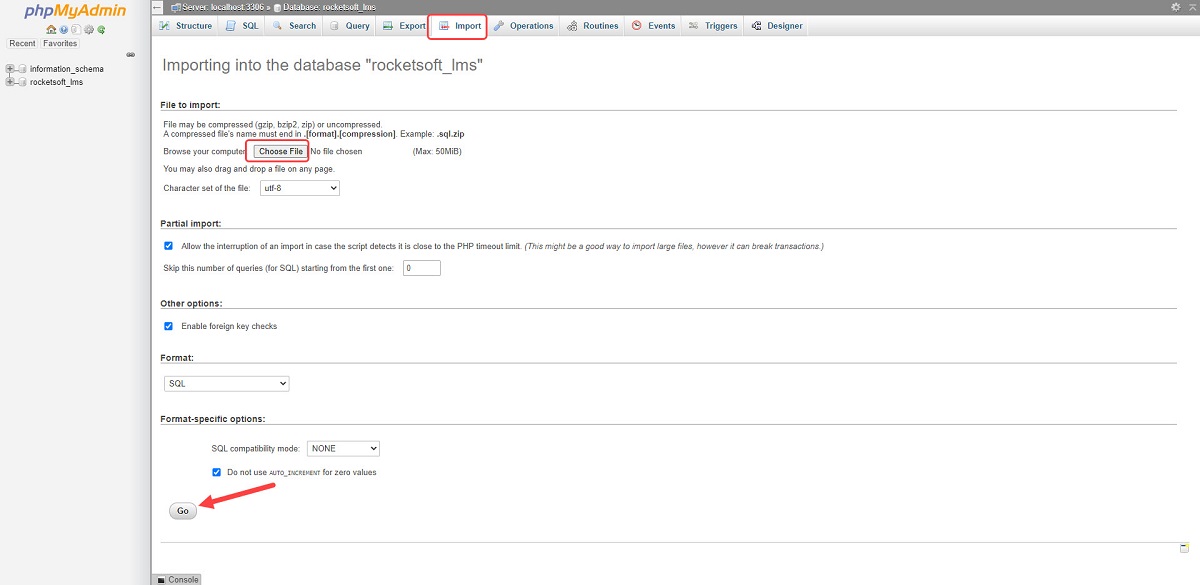 phpMyAdmin
Recent Favorites
information_schema
rocketsoft_lms
Server: localhost:3306 » Database: rocketsoft_lms
Structure SQL Search Query Export Import Operations Routines Events Triggers Designer
Importing into the database "rocketsoft_lms"
File to import:
File may be compressed (gzip, bzip2, zip) or uncompressed.
A compressed file's name must end in .[format].[compression]. Example: .sql.zip
Browse your computer: Choose File No file chosen (Max: 50MiB)
You may also drag and drop a file on any page.
Character set of the file: utf-8
Partial import:
Allow the interruption of an import in case the script detects it is close to the PHP timeout limit. (This might be a good way to import large files, however it can break transactions.)
Skip this number of queries (for SQL) starting from the first one: 0
Other options:
Enable foreign key checks
Format:
SQL
Format-specific options:
SQL compatibility mode: NONE
Do not use AUTO_INCREMENT for zero values
Go
Console